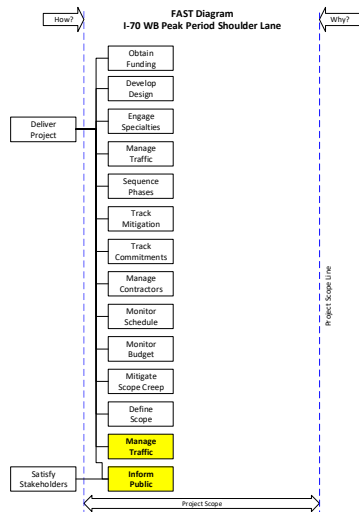 How?
FAST Diagram
I-70 WB Peak Period Shoulder Lane
Why?
Obtain
Funding
Develop
Design
Deliver
Project
Engage
Specialties
Manage
Traffic
Sequence
Phases
Track
Mitigation
Track
Commitments
Manage
Contractors
Monitor
Schedule
Monitor
Budget
Mitigate
Scope Creep
Define
Scope
Manage
Traffic
Satisfy
Stakeholders
Inform
Public
Project Scope Line
Project Scope